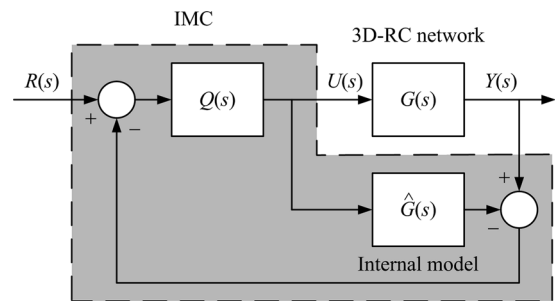 IMC
3D-RC network
R(s)
+
−
Q(s)
U(s)
G(s)
Y(s)
Ĝ(s)
+
−
Internal model